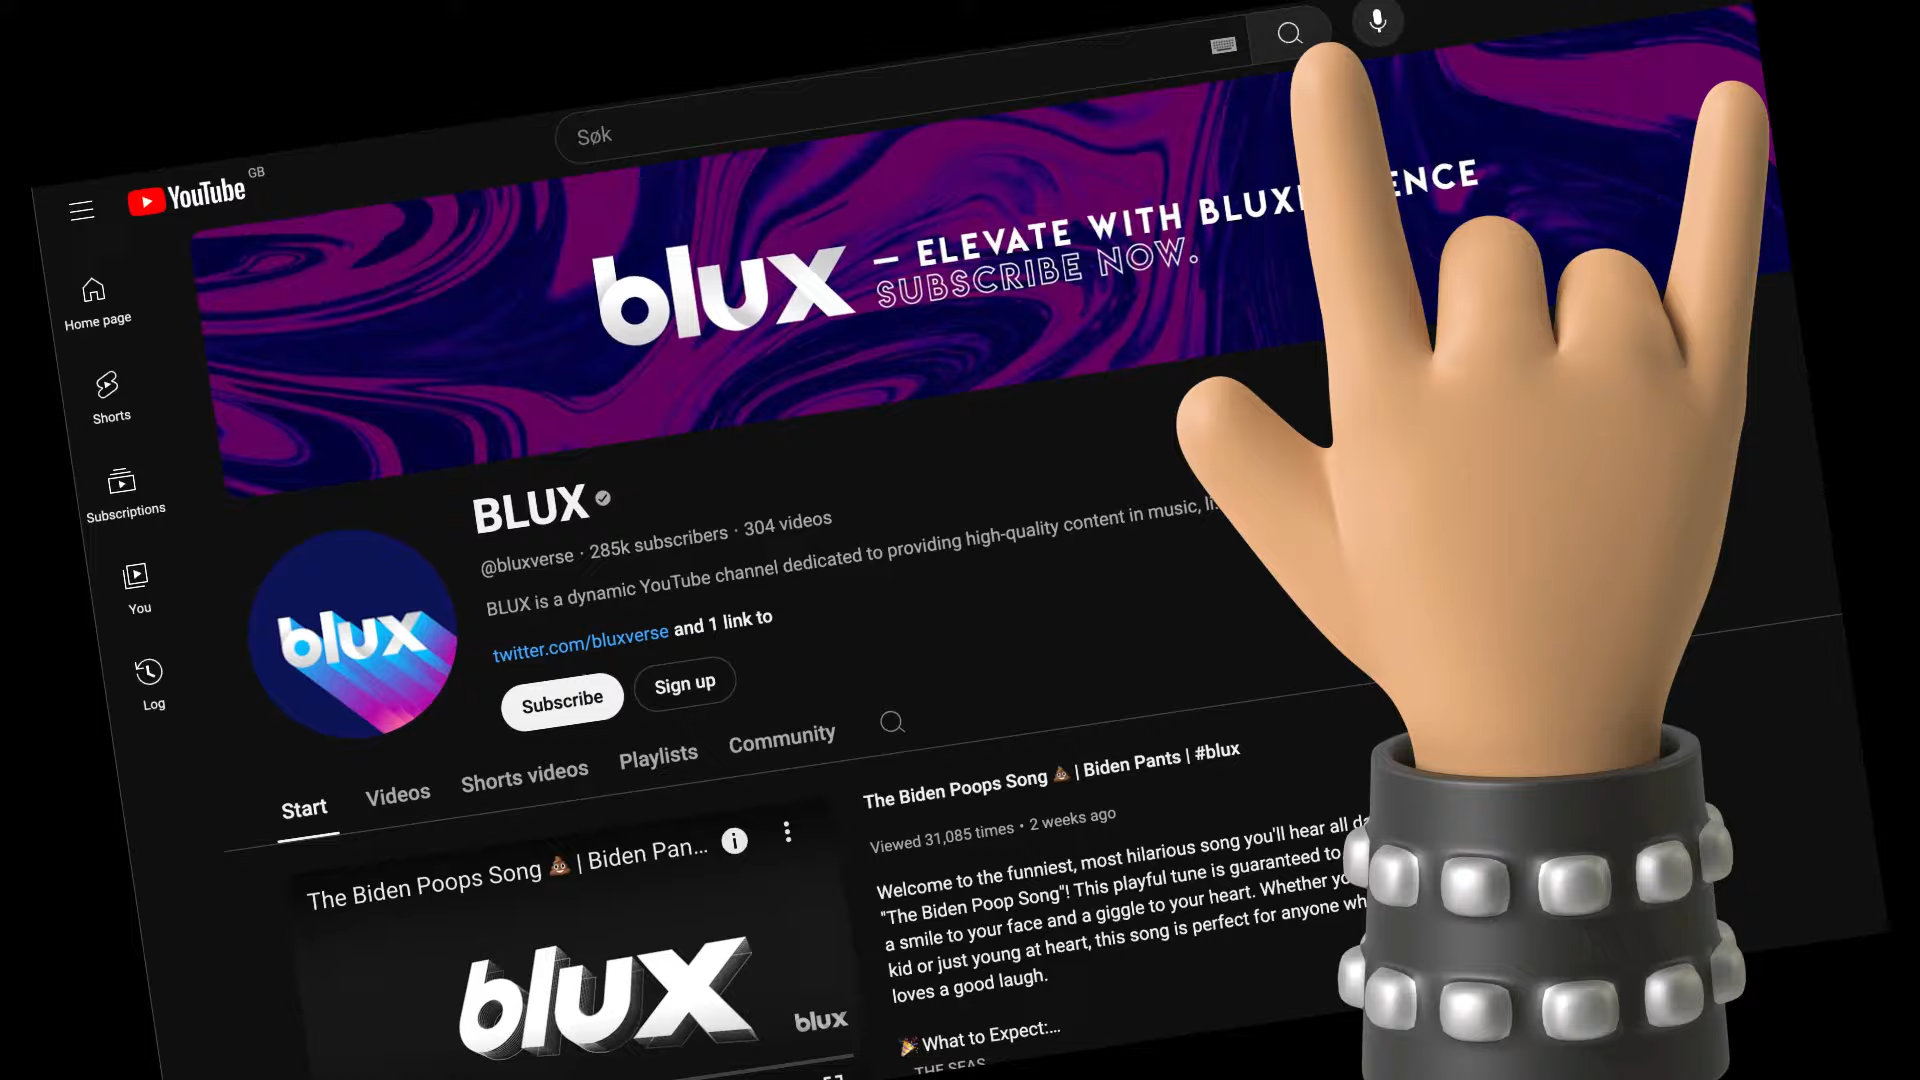 Søk
YouTube GB
Home page
Shorts
Subscriptions
You
Log
blux
— ELEVATE WITH BLUX
ENCE
SUBSCRIBE NOW.
blux
BLUX
@bluxverse · 285k subscribers · 304 videos
BLUX is a dynamic YouTube channel dedicated to providing high-quality content in music,
twitter.com/bluxverse and 1 link to
Subscribe
Sign up
Start
Videos
Shorts videos
Playlists
Community
The Biden Poops Song 💩 | Biden Pan...
blux
blux
The Biden Poops Song 💩 | Biden Pants | #blux
Viewed 31,085 times • 2 weeks ago
Welcome to the funniest, most hilarious song you'll hear all
"The Biden Poop Song"! This playful tune is guaranteed to
a smile to your face and a giggle to your heart. Whether
kid or just young at heart, this song is perfect for anyone
loves a good laugh.
🎉 What to Expect:...
THE SEAS